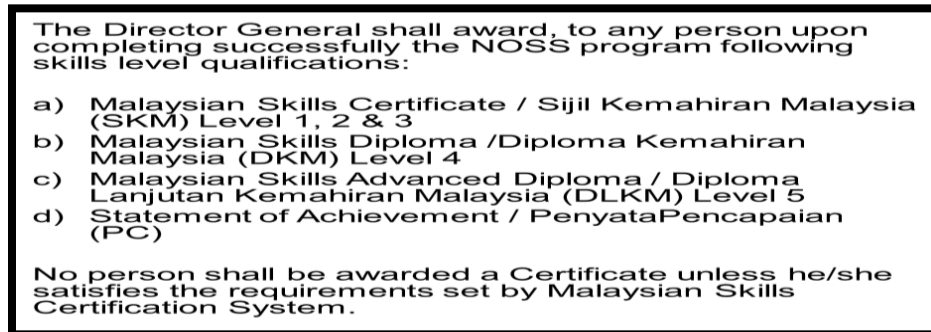 The Director General shall award, to any person upon
completing successfully the NOSS program following
skills level qualifications:
a) Malaysian Skills Certificate / Sijil Kemahiran Malaysia
(SKM) Level 1, 2 & 3
b) Malaysian Skills Diploma /Diploma Kemahiran
Malaysia (DKM) Level 4
c) Malaysian Skills Advanced Diploma / Diploma
Lanjutan Kemahiran Malaysia (DLKM) Level 5
d) Statement of Achievement / PenyataPencapaian
(PC)
No person shall be awarded a Certificate unless he/she
satisfies the requirements set by Malaysian Skills
Certification System.